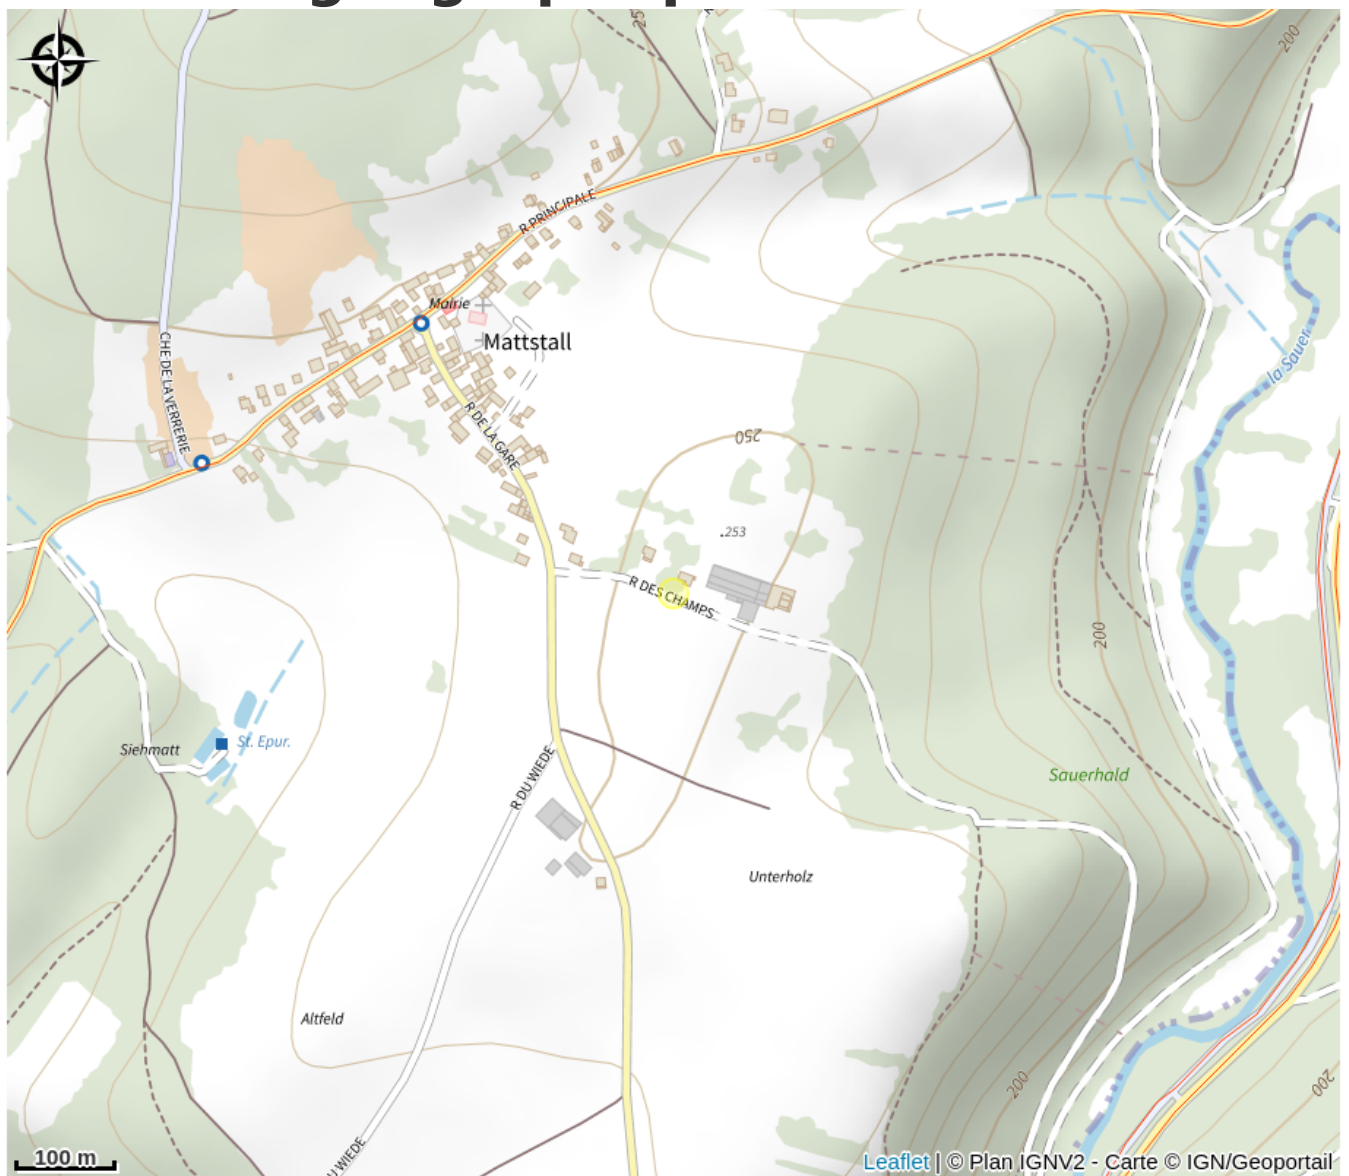 200
R PRINCIPALE
Mairie
Mattstall
la Sauer
CHE DE LA VERRERIE
R DE LA GARE
250
.253
R DES CHAMPS
200
St. Epur.
Siehmatt
R DU WIEDE
Sauerhald
Unterholz
Altfeld
200
200
U WIEDE
100 m
Leaflet | © Plan IGNV2 - Carte © IGN/Geoportail